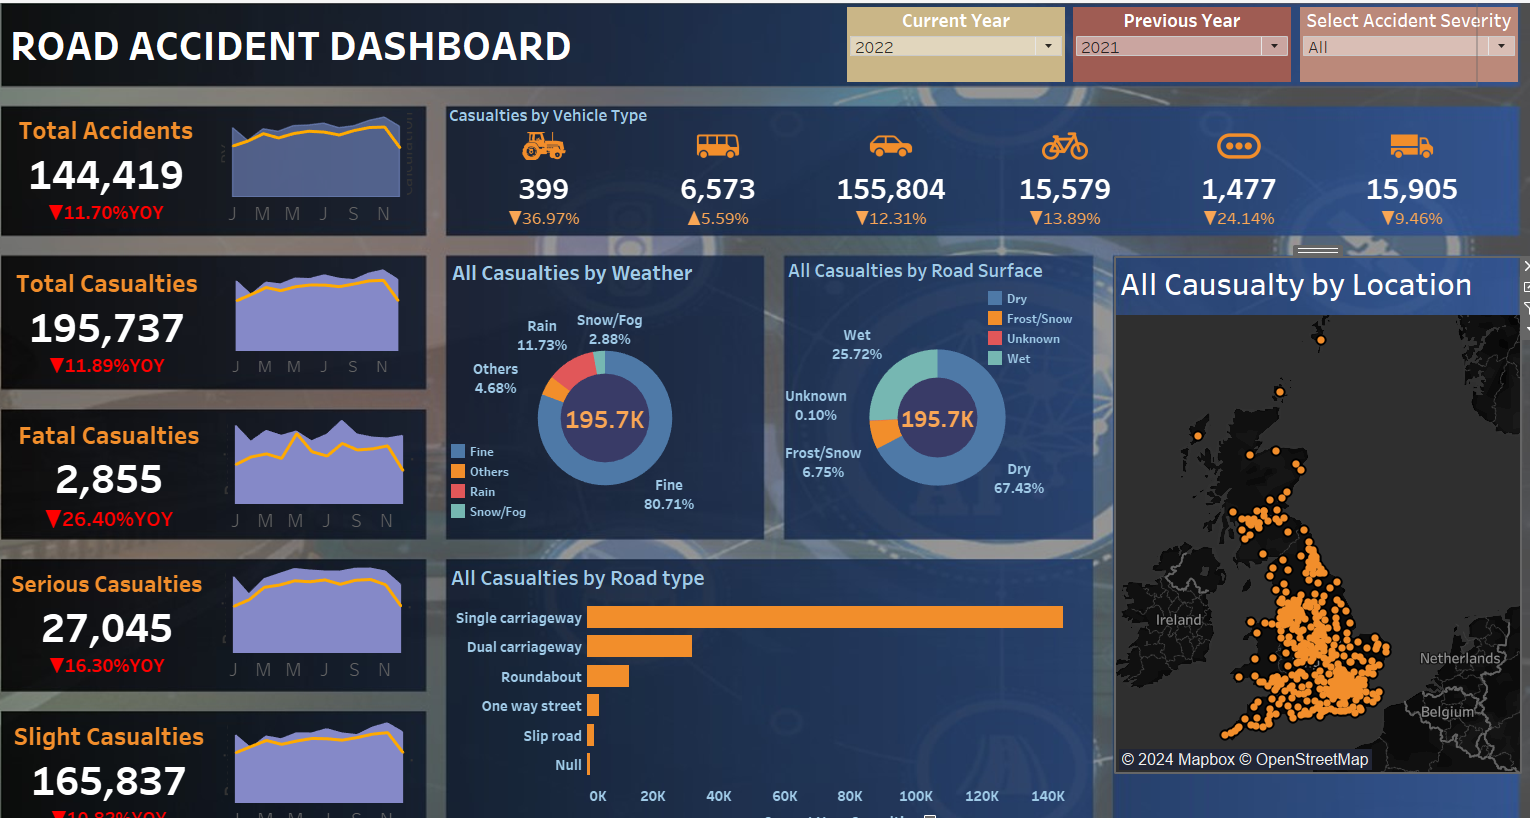 ROAD ACCIDENT DASHBOARD
Current Year
2022
Previous Year
2021
Select Accident Severity
All
Total Accidents
144,419
▼11.70%YOY
J M M J S N
Casualties by Vehicle Type
399
▼36.97%
6,573
▲5.59%
155,804
▼12.31%
15,579
▼13.89%
1,477
▼24.14%
15,905
▼9.46%
Total Casualties
195,737
▼11.89%YOY
J M M J S N
Fatal Casualties
2,855
▼26.40%YOY
J M M J S N
Serious Casualties
27,045
▼16.30%YOY
J M M J S N
Slight Casualties
165,837
All Casualties by Weather
Snow/Fog
2.88%
Rain
11.73%
Others
4.68%
195.7K
Fine
80.71%
Fine
Others
Rain
Snow/Fog
All Casualties by Road Surface
Dry
Frost/Snow
Unknown
Wet
Wet
25.72%
Unknown
0.10%
195.7K
Frost/Snow
6.75%
Dry
67.43%
All Casualties by Road type
Single carriageway
Dual carriageway
Roundabout
One way street
Slip road
Null
0K 20K 40K 60K 80K 100K 120K 140K
All Causualty by Location
Ireland
Netherlands
Belgium
© 2024 Mapbox © OpenStreetMap